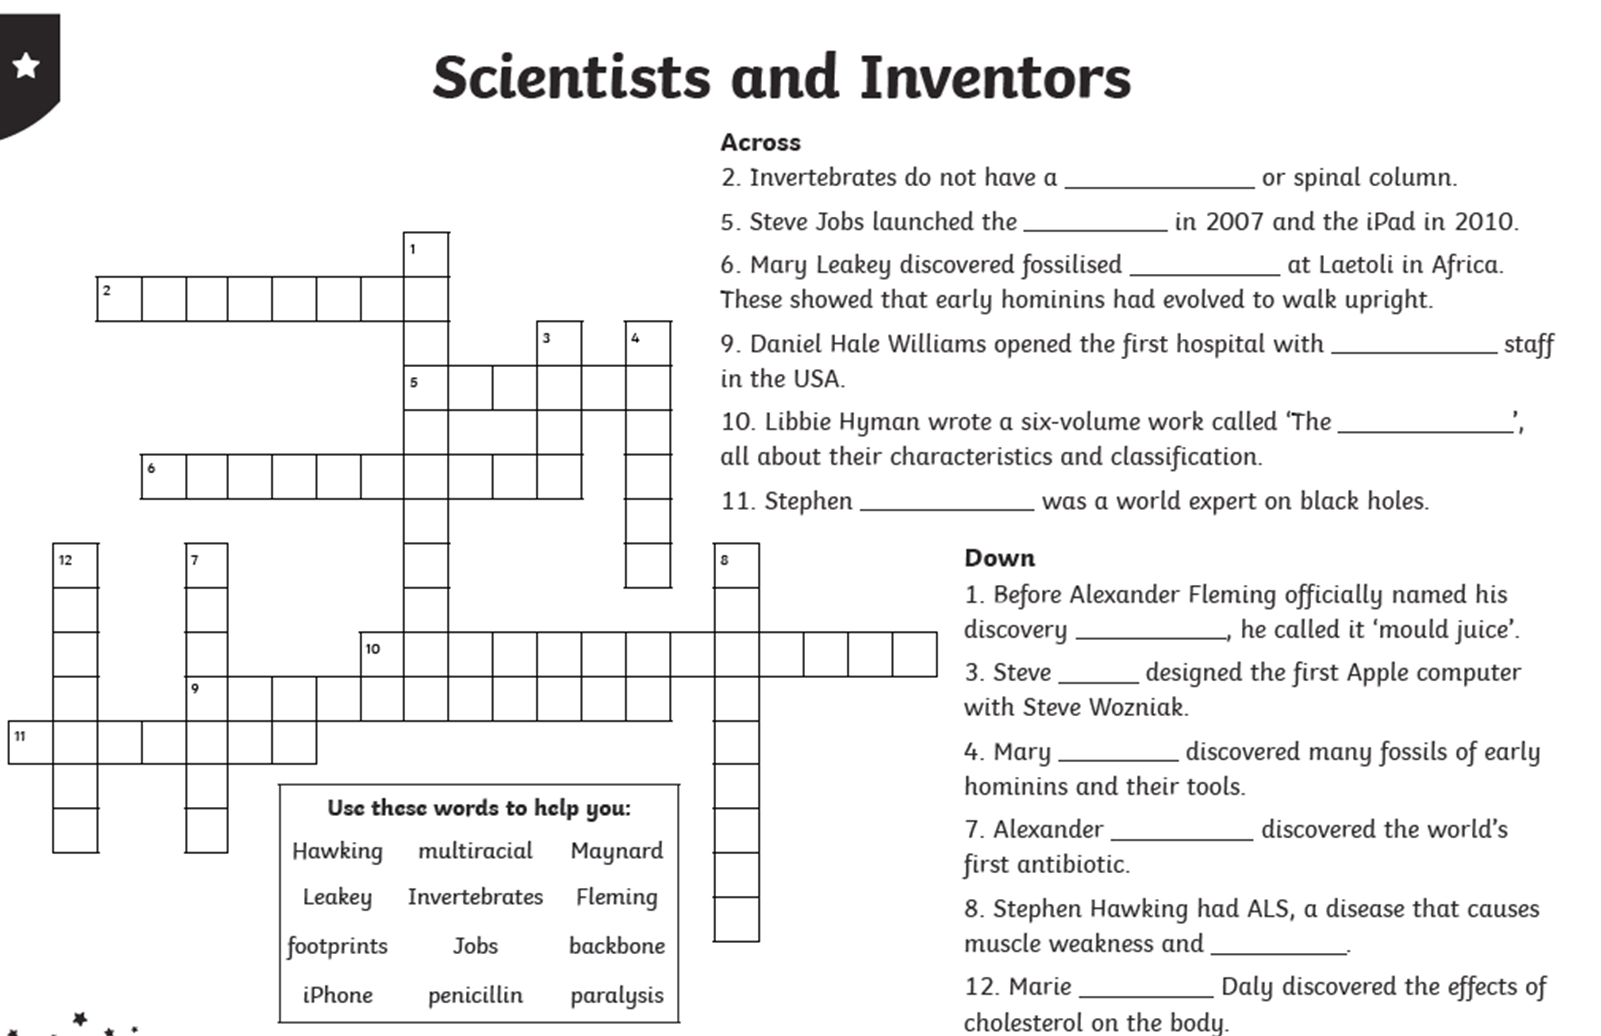 Scientists and Inventors
Across
2. Invertebrates do not have a ______________ or spinal column.
5. Steve Jobs launched the ___________ in 2007 and the iPad in 2010.
6. Mary Leakey discovered fossilised ___________ at Laetoli in Africa.
These showed that early hominins had evolved to walk upright.
9. Daniel Hale Williams opened the first hospital with ____________ staff
in the USA.
10. Libbie Hyman wrote a six-volume work called ‘The _____________’,
all about their characteristics and classification.
11. Stephen _____________ was a world expert on black holes.
Down
1. Before Alexander Fleming officially named his
discovery ___________, he called it ‘mould juice’.
3. Steve ______ designed the first Apple computer
with Steve Wozniak.
4. Mary _________ discovered many fossils of early
hominins and their tools.
7. Alexander __________ discovered the world’s
first antibiotic.
8. Stephen Hawking had ALS, a disease that causes
muscle weakness and __________.
12. Marie __________ Daly discovered the effects of
cholesterol on the body.
1
2
3 4
5
6
12 7 8
10
9
11
Use these words to help you:
Hawking multiracial Maynard
Leakey Invertebrates Fleming
footprints Jobs backbone
iPhone penicillin paralysis